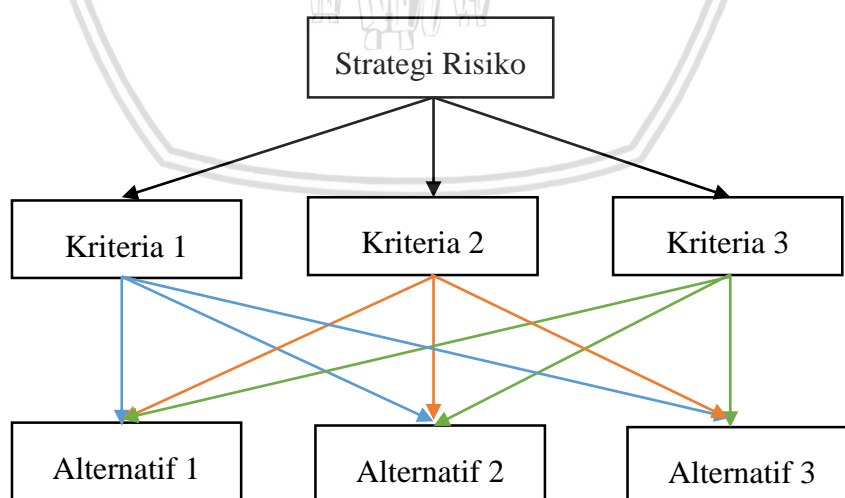 Strategi Risiko
Kriteria 1
Kriteria 2
Kriteria 3
Alternatif 1
Alternatif 2
Alternatif 3